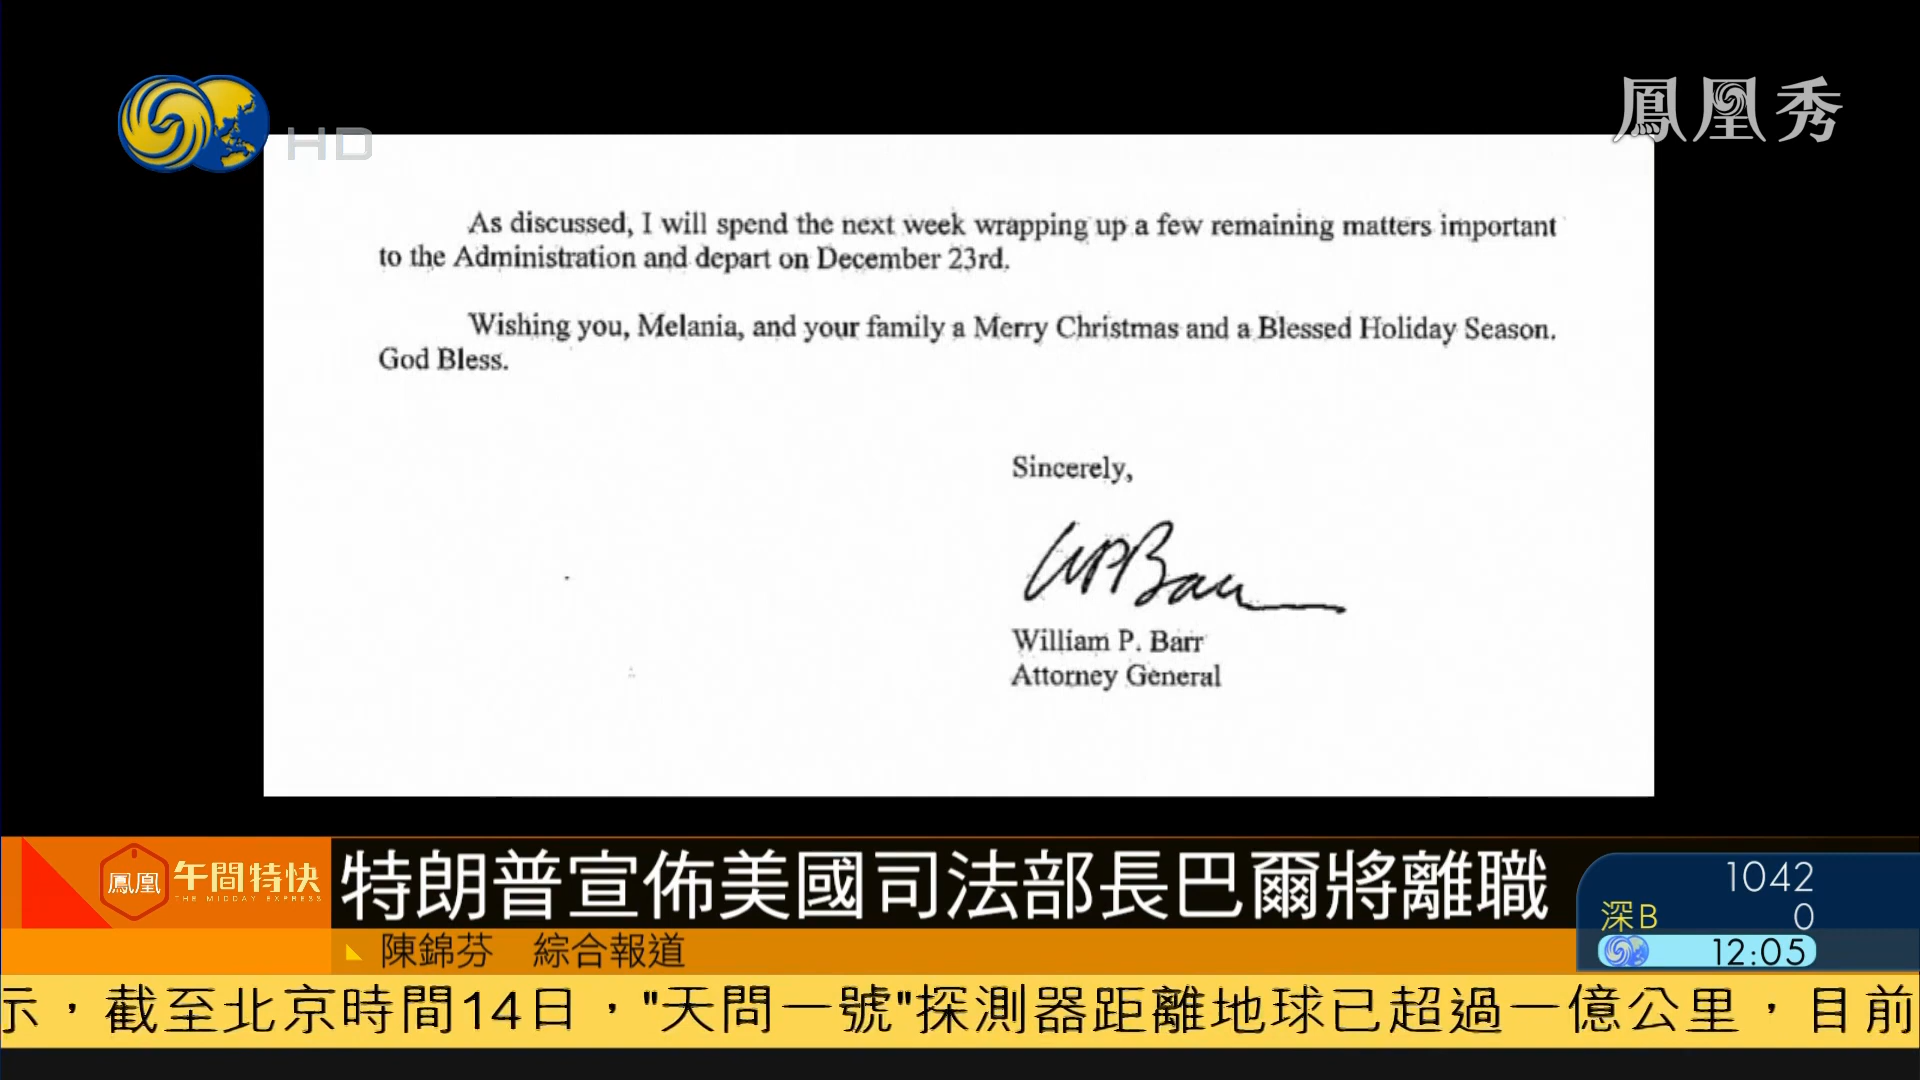 HD
鳳凰秀
As discussed, I will spend the next week wrapping up a few remaining matters important
to the Administration and depart on December 23rd.
Wishing you, Melania, and your family a Merry Christmas and a Blessed Holiday Season.
God Bless.
Sincerely,
WPBarr
William P. Barr
Attorney General
鳳凰
午間特快
THE MIDDAY EXPRESS
特朗普宣佈美國司法部長巴爾將離職
陳錦芬 綜合報道
1042
深B 0
12:05
示，截至北京時間14日，"天問一號"探測器距離地球已超過一億公里，目前